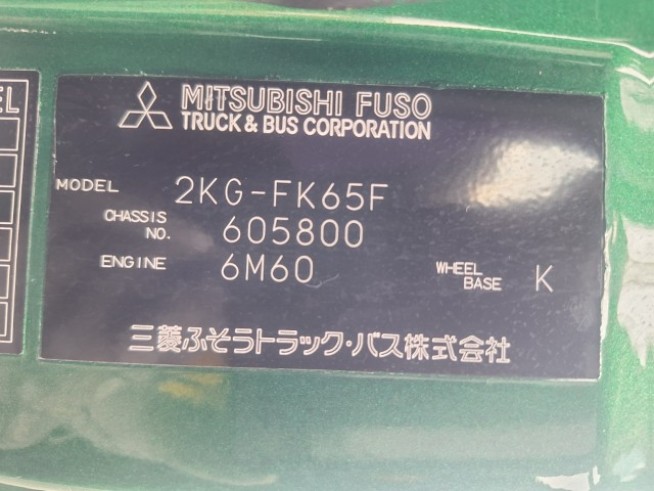 EL
MITSUBISHI FUSO
TRUCK & BUS CORPORATION
MODEL 2KG-FK65F
CHASSIS NO. 605800
ENGINE 6M60 WHEEL BASE K
三菱ふそうトラック・バス株式会社